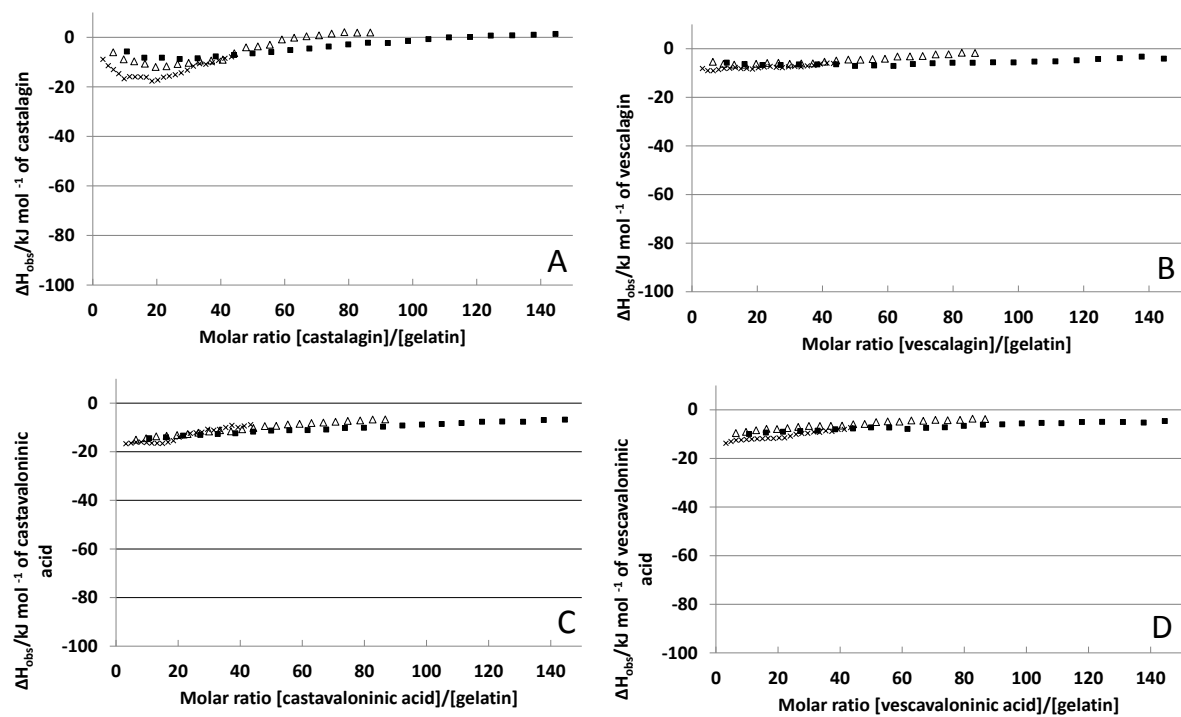 0
-20
-40
-60
-80
-100
ΔH_obs/kJ mol ⁻¹ of castalagin
A
0 20 40 60 80 100 120 140
Molar ratio [castalagin]/[gelatin]
0
-20
-40
-60
-80
-100
ΔH_obs/kJ mol ⁻¹ of vescalagin
B
0 20 40 60 80 100 120 140
Molar ratio [vescalagin]/[gelatin]
0
-20
-40
-60
-80
-100
ΔH_obs/kJ mol ⁻¹ of castavaloninic
acid
C
0 20 40 60 80 100 120 140
Molar ratio [castavaloninic acid]/[gelatin]
0
-20
-40
-60
-80
-100
ΔH_obs/kJ mol ⁻¹ of vescavaloninic
acid
D
0 20 40 60 80 100 120 140
Molar ratio [vescavaloninic acid]/[gelatin]